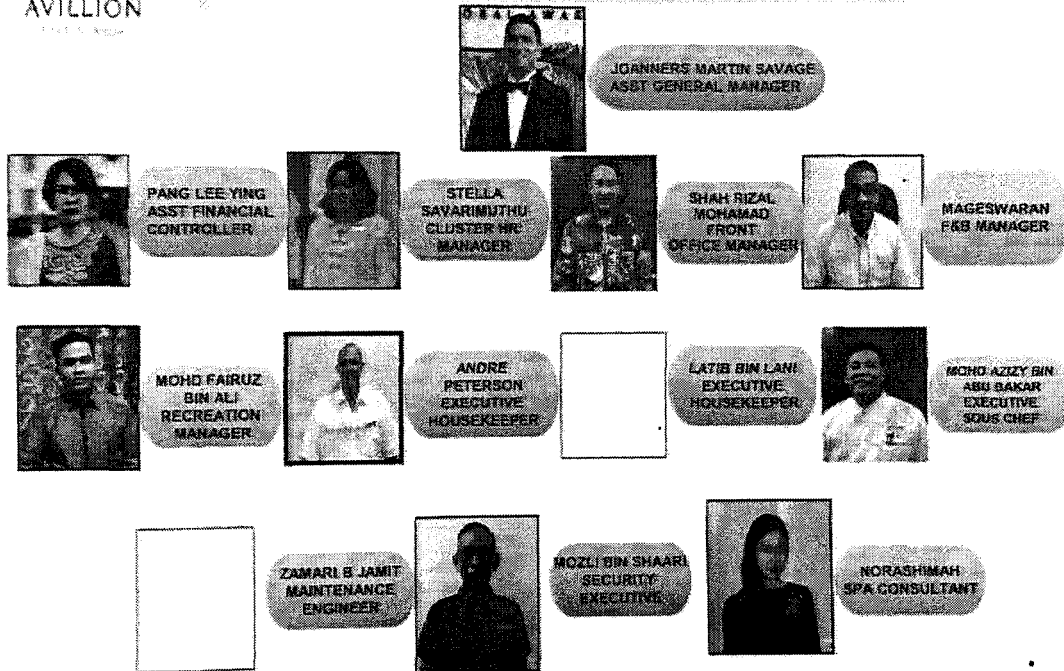 AVILLION
JOANNERS MARTIN SAVAGE
ASST GENERAL MANAGER
PANG LEE YING
ASST FINANCIAL
CONTROLLER
STELLA
SAVARIMUTHU
CLUSTER HR
MANAGER
SHAH RIZAL
MOHAMAD
FRONT
OFFICE MANAGER
MAGESWARAN
F&B MANAGER
MOHD FAIRUZ
BIN ALI
RECREATION
MANAGER
ANDRE
PETERSON
EXECUTIVE
HOUSEKEEPER
LATIB BIN LANI
EXECUTIVE
HOUSEKEEPER
MOHD AZIZY BIN
ABU BAKAR
EXECUTIVE
SOUS CHEF
ZAMARI B JAMIT
MAINTENANCE
ENGINEER
MOZLI BIN SHAARI
SECURITY
EXECUTIVE
NORASHIMAH
SPA CONSULTANT